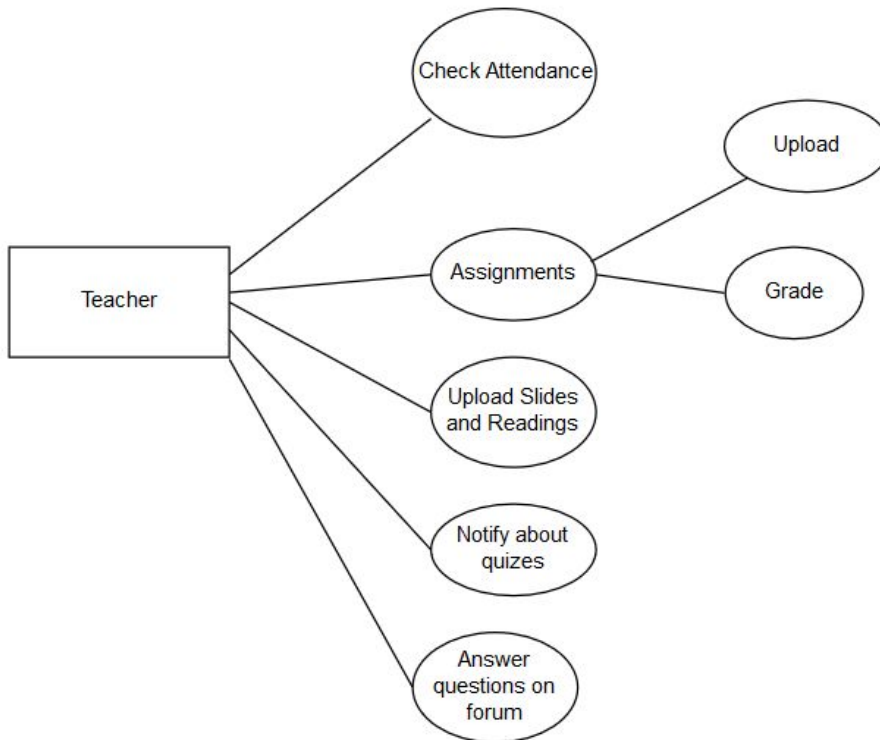 Check Attendance
Upload
Teacher
Assignments
Grade
Upload Slides
and Readings
Notify about
quizes
Answer
questions on
forum